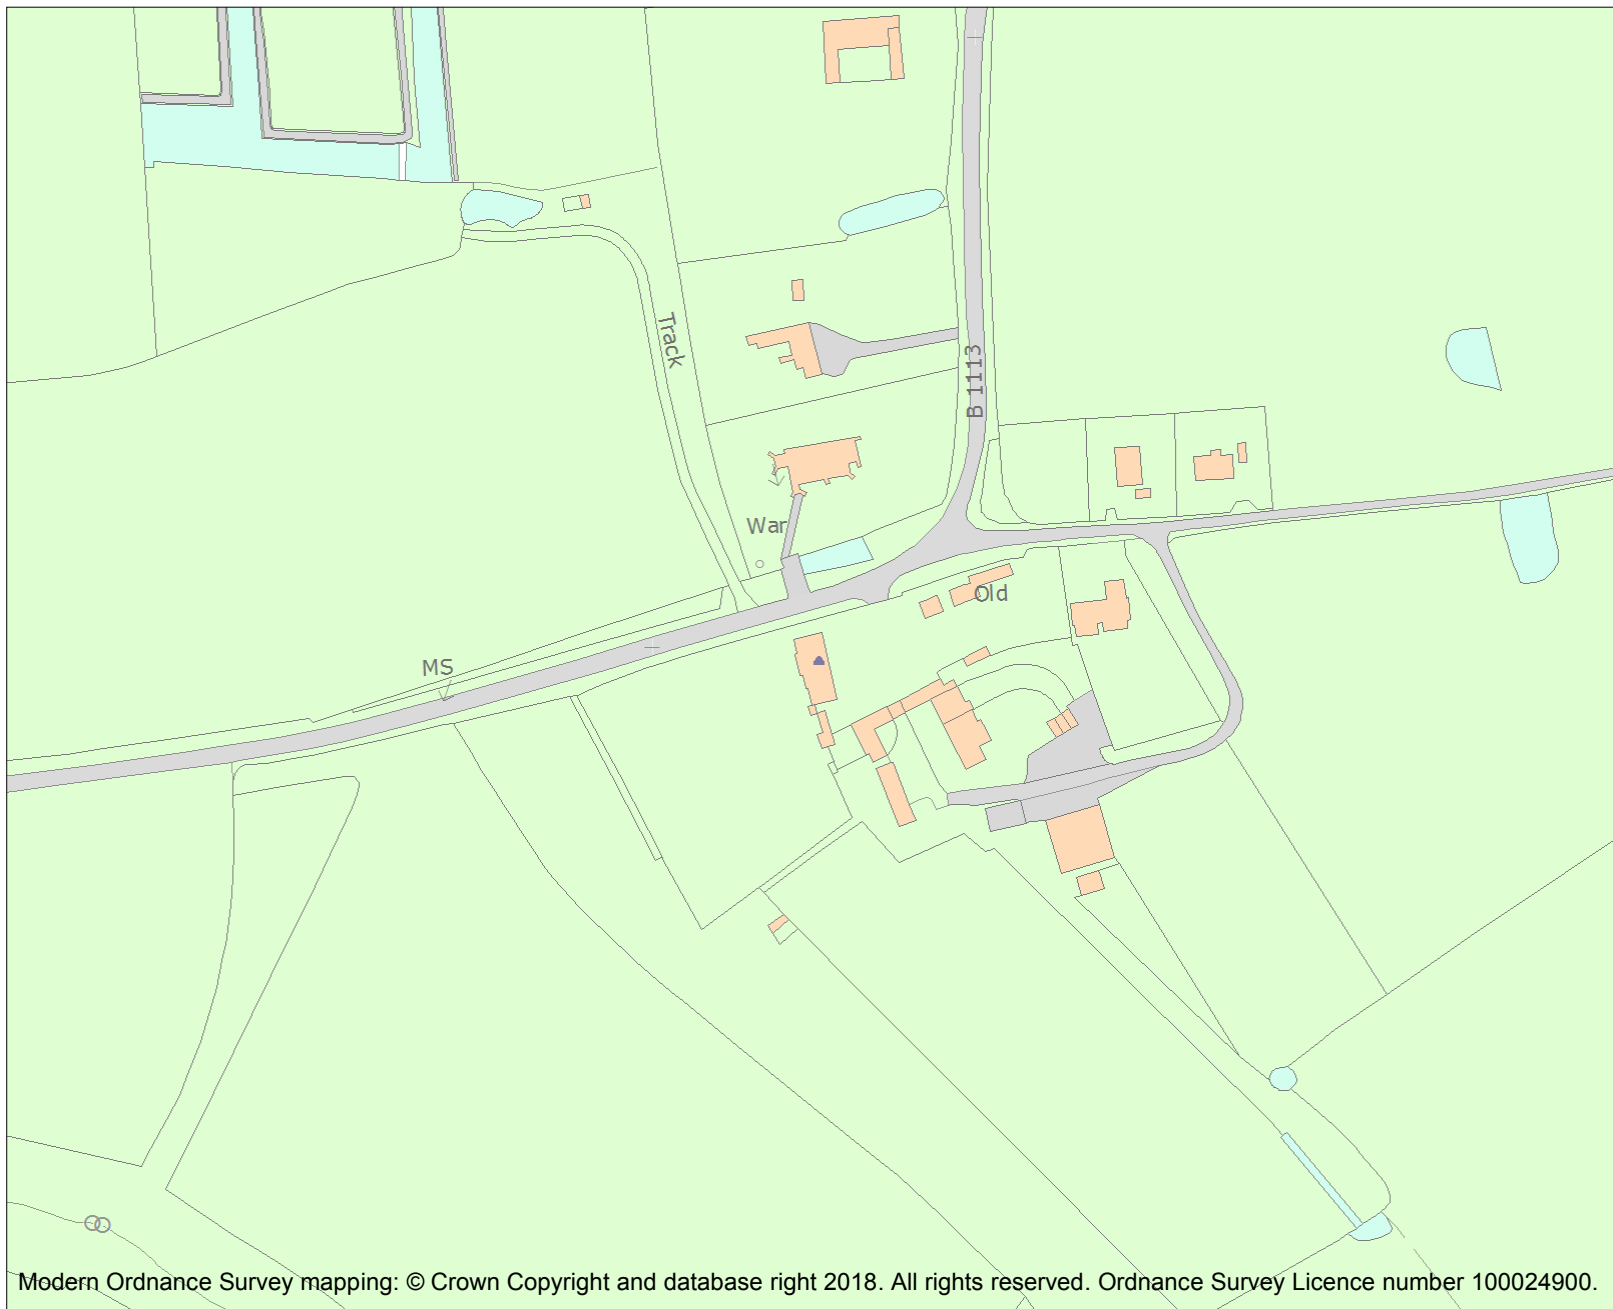 Track
B 1113
War
Old
MS
Modern Ordnance Survey mapping: © Crown Copyright and database right 2018. All rights reserved. Ordnance Survey Licence number 100024900.